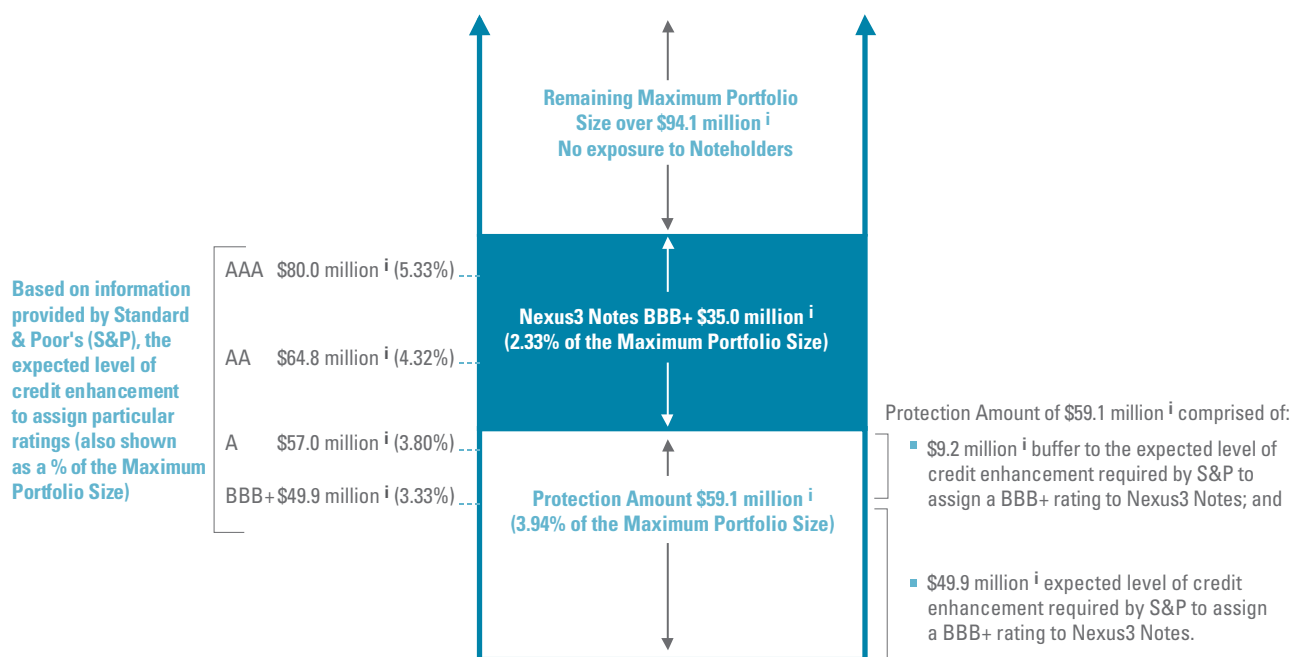 Remaining Maximum Portfolio
Size over $94.1 million i
No exposure to Noteholders
Based on information
provided by Standard
& Poor's (S&P), the
expected level of
credit enhancement
to assign particular
ratings (also shown
as a % of the Maximum
Portfolio Size)
AAA $80.0 million i (5.33%)
AA $64.8 million i (4.32%)
A $57.0 million i (3.80%)
BBB+ $49.9 million i (3.33%)
Nexus3 Notes BBB+ $35.0 million i
(2.33% of the Maximum Portfolio Size)
Protection Amount $59.1 million i
(3.94% of the Maximum Portfolio Size)
Protection Amount of $59.1 million i comprised of:
$9.2 million i buffer to the expected level of
credit enhancement required by S&P to
assign a BBB+ rating to Nexus3 Notes; and
$49.9 million i expected level of credit
enhancement required by S&P to assign
a BBB+ rating to Nexus3 Notes.